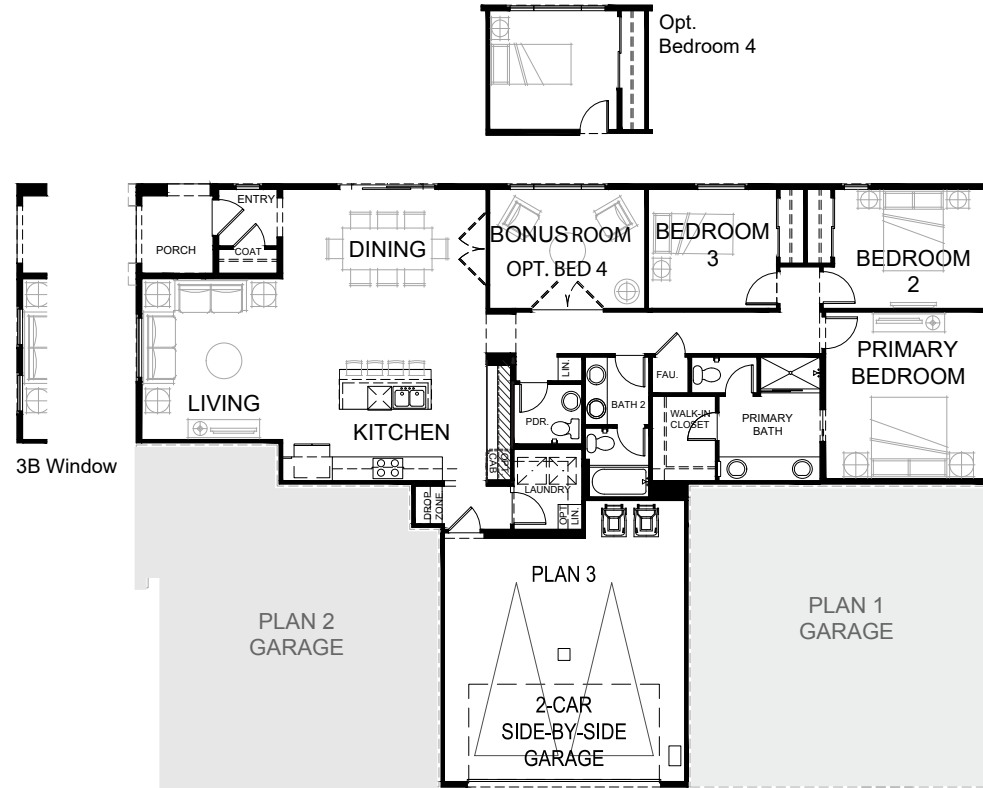 Opt.
Bedroom 4
ENTRY
PORCH
COAT
DINING
BONUS ROOM
OPT. BED 4
BEDROOM
3
BEDROOM
2
PRIMARY
BEDROOM
LIVING
KITCHEN
LIN.
PDR.
BATH 2
FAU.
WALK-IN
CLOSET
PRIMARY
BATH
3B Window
OPT.
CAB
LAUNDRY
DROP
ZONE
OPT.
LIN.
PLAN 3
PLAN 2
GARAGE
PLAN 1
GARAGE
2-CAR
SIDE-BY-SIDE
GARAGE